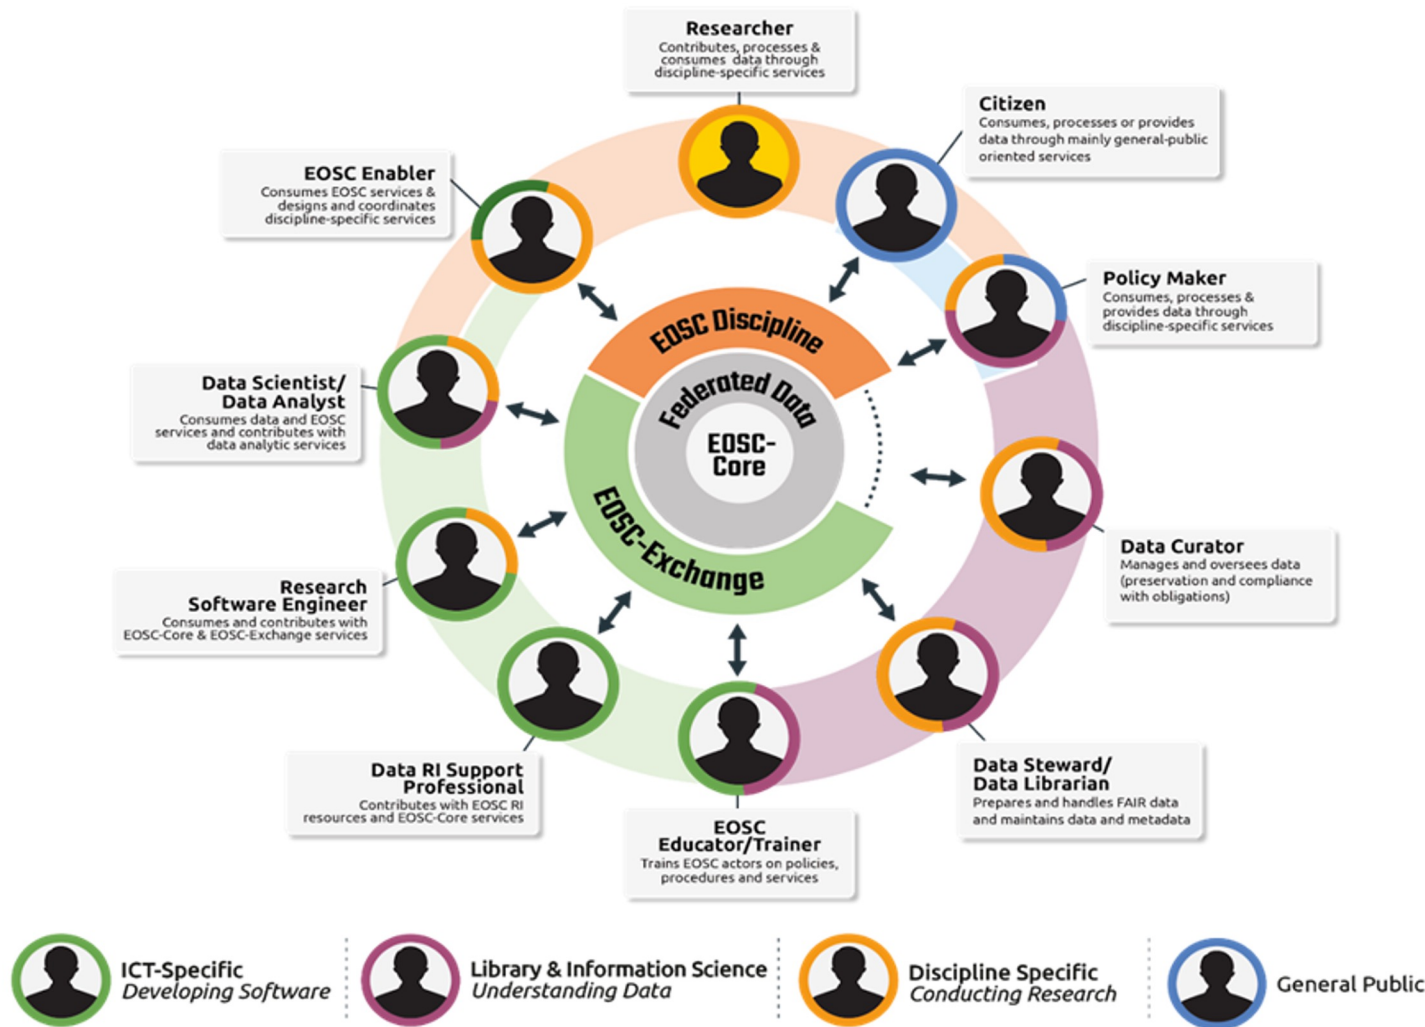 Researcher
Contributes, processes &
consumes data through
discipline-specific services
Citizen
Consumes, processes or provides
data through mainly general-public
oriented services
EOSC Enabler
Consumes EOSC services &
designs and coordinates
discipline-specific services
Policy Maker
Consumes, processes &
provides data through
discipline-specific services
EOSC Discipline
Federated Data
EOSC-
Core
EOSC-Exchange
Data Scientist/
Data Analyst
Consumes data and EOSC
services and contributes with
data analytic services
Data Curator
Manages and oversees data
(preservation and compliance
with obligations)
Research
Software Engineer
Consumes and contributes with
EOSC-Core & EOSC-Exchange services
Data RI Support
Professional
Contributes with EOSC RI
resources and EOSC-Core services
Data Steward/
Data Librarian
Prepares and handles FAIR data
and maintains data and metadata
EOSC
Educator/Trainer
Trains EOSC actors on policies,
procedures and services
ICT-Specific
Developing Software
Library & Information Science
Understanding Data
Discipline Specific
Conducting Research
General Public